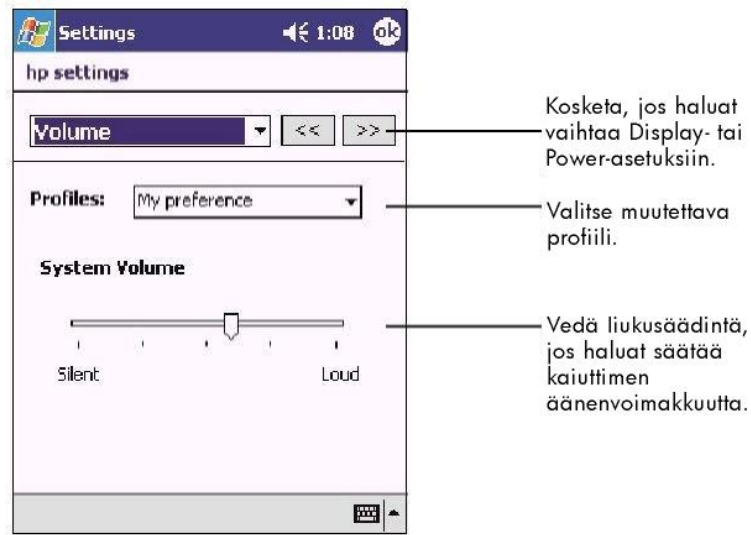 Settings 1:08 ok
hp settings
Volume << >>
Kosketa, jos haluat
vaihtaa Display- tai
Power-asetuksiin.
Profiles: My preference
Valitse muutettava
profiili.
System Volume
Silent Loud
Vedä liukusäädintä,
jos haluat säätää
kaiuttimen
äänenvoimakkuutta.